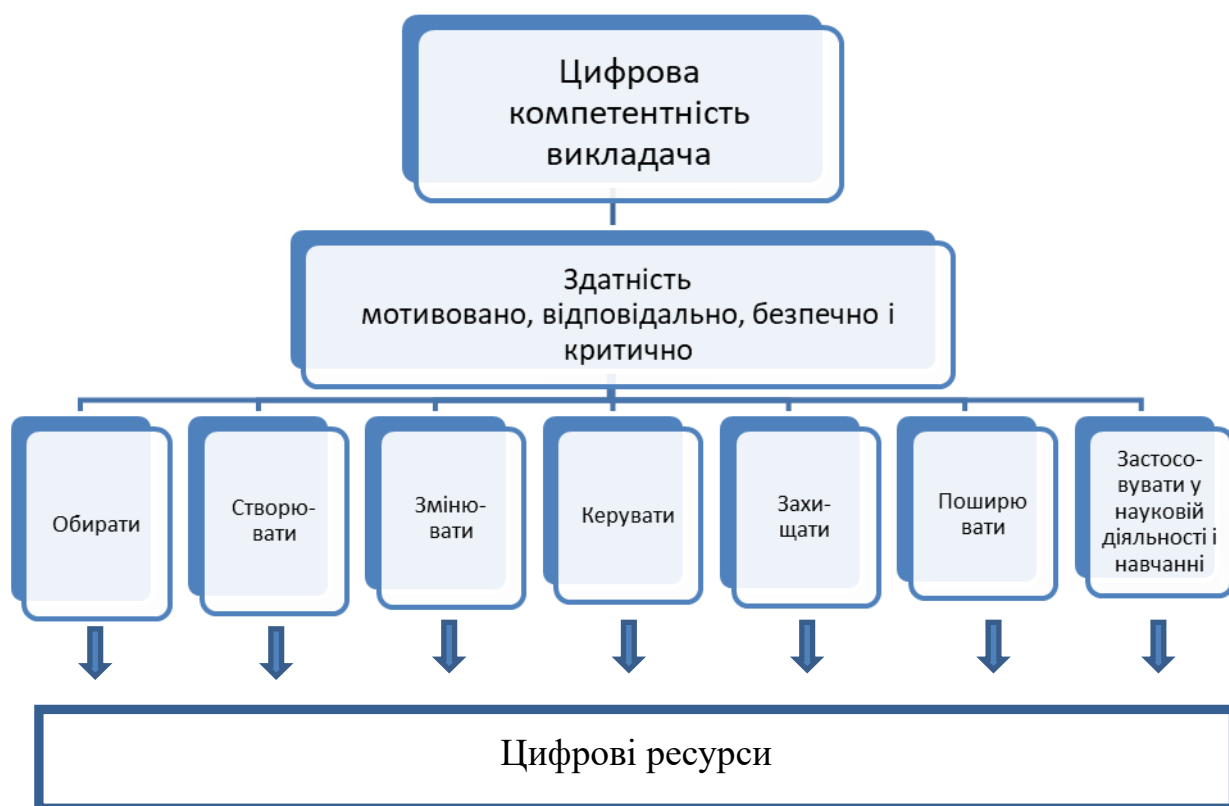 Цифрова
компетентність
викладача
Здатність
мотивовано, відповідально, безпечно і
критично
Обирати
Створю-
вати
Змiню-
вати
Керувати
Захи-
щати
Поширю
вати
Застосо-
вувати у
науковій
діяльності і
навчанні
Цифрові ресурси